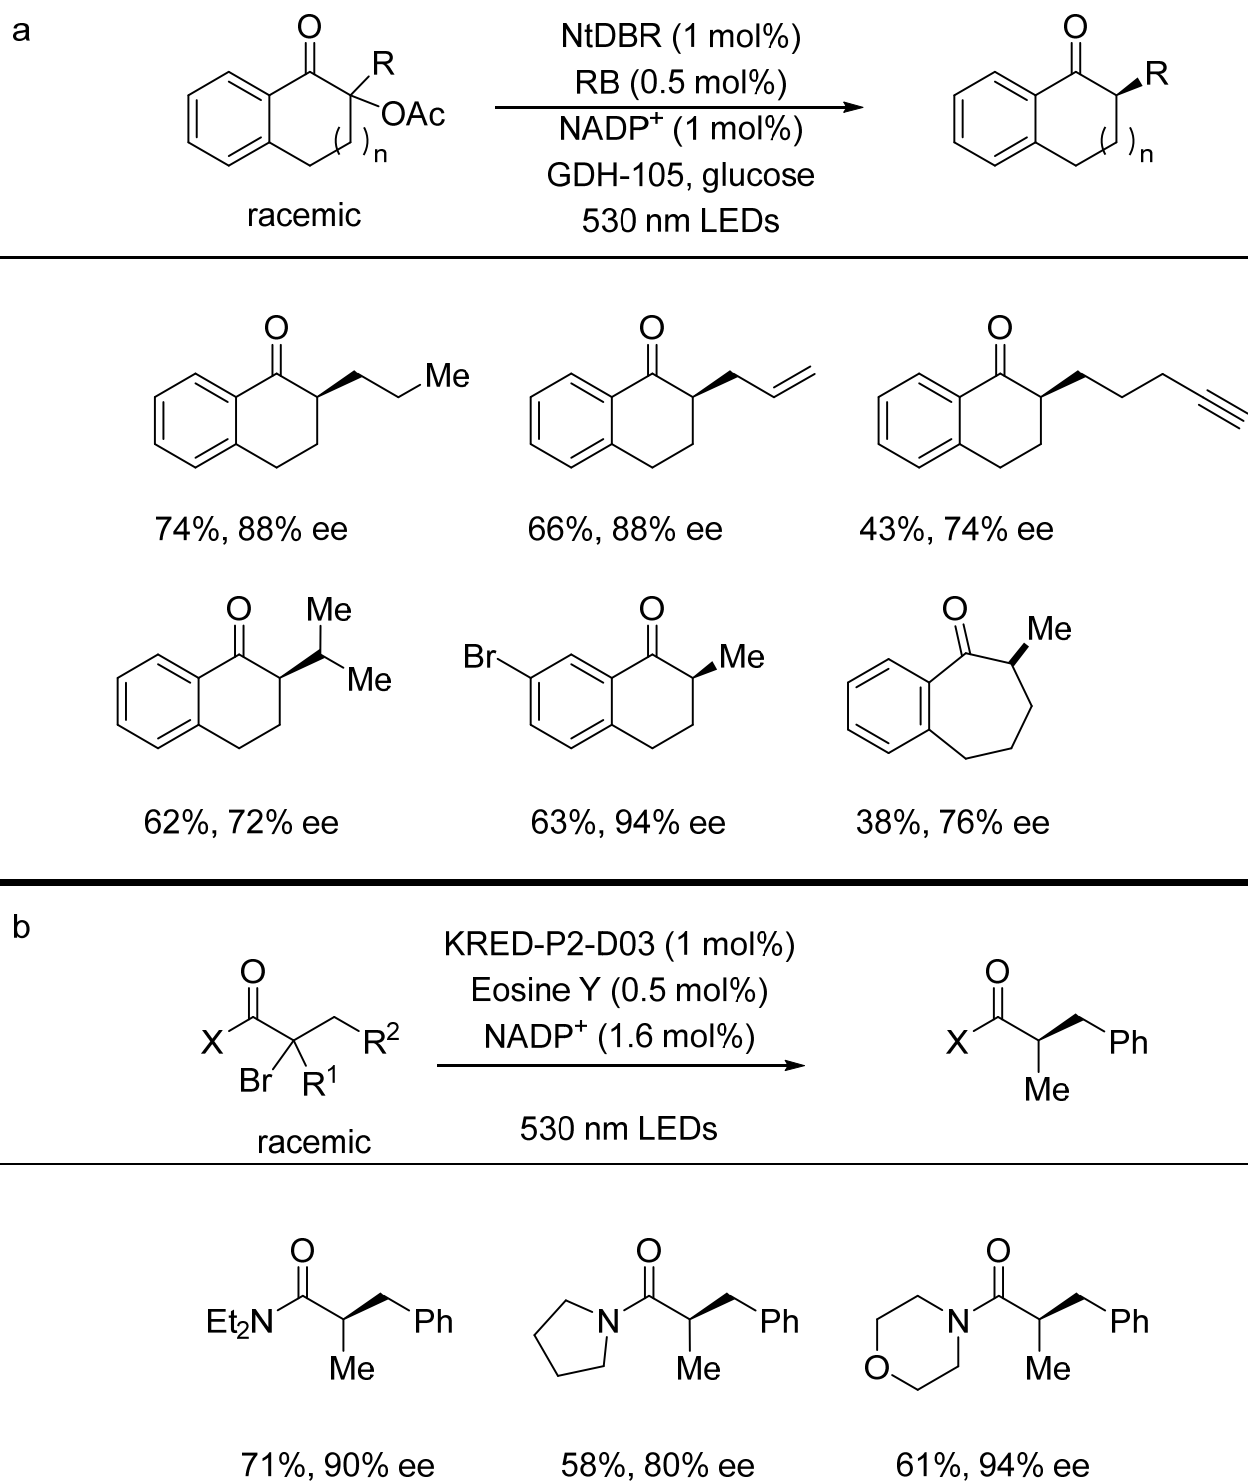 a
O
R
OAc
( )n
racemic
NtDBR (1 mol%)
RB (0.5 mol%)
NADP⁺ (1 mol%)
GDH-105, glucose
530 nm LEDs
O
R
( )n
O
Me
74%, 88% ee
O
66%, 88% ee
O
43%, 74% ee
O
Me
Me
62%, 72% ee
O
Br
Me
63%, 94% ee
O
Me
38%, 76% ee
b
O
X
R²
Br
R¹
racemic
KRED-P2-D03 (1 mol%)
Eosine Y (0.5 mol%)
NADP⁺ (1.6 mol%)
530 nm LEDs
O
X
Ph
Me
O
Et₂N
Ph
Me
71%, 90% ee
O
N
Ph
Me
58%, 80% ee
O
N
Ph
O
Me
61%, 94% ee